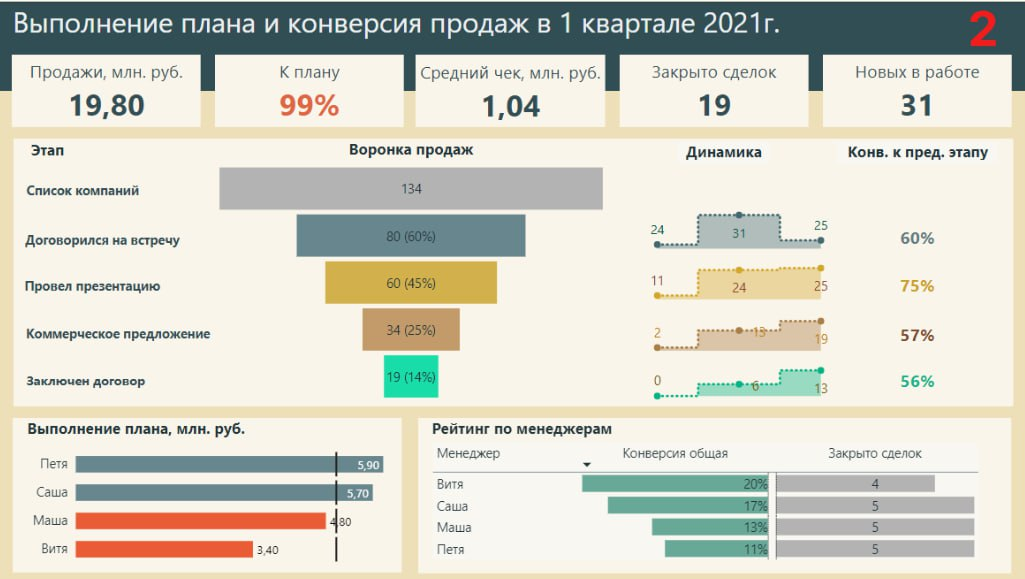 Выполнение плана и конверсия продаж в 1 квартале 2021г.
2
Продажи, млн. руб.
19,80
К плану
99%
Средний чек, млн. руб.
1,04
Закрыто сделок
19
Новых в работе
31
Этап
Воронка продаж
Динамика
Конв. к пред. этапу
Список компаний
134
Договорился на встречу
80 (60%)
24
31
25
60%
Провел презентацию
60 (45%)
11
24
25
75%
Коммерческое предложение
34 (25%)
2
13
19
57%
Заключен договор
19 (14%)
0
6
13
56%
Выполнение плана, млн. руб.
Петя 5,90
Саша 5,70
Маша 4,80
Витя 3,40
Рейтинг по менеджерам
Менеджер Конверсия общая Закрыто сделок
Витя 20% 4
Саша 17% 5
Маша 13% 5
Петя 11% 5